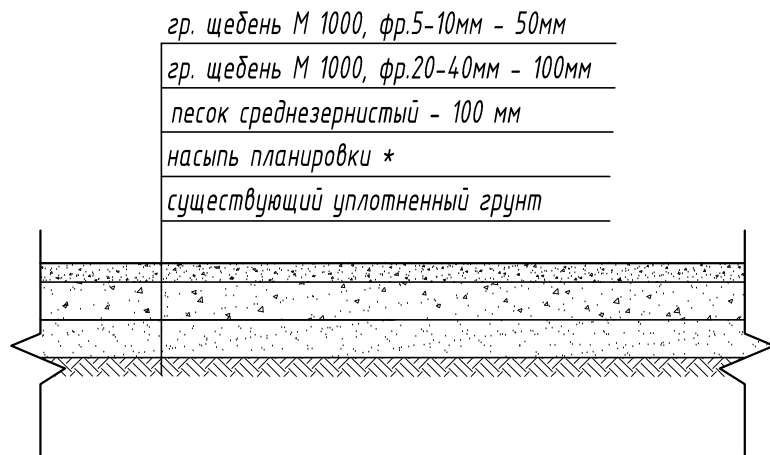 гр. щебень М 1000, фр.5-10мм - 50мм
гр. щебень М 1000, фр.20-40мм - 100мм
песок среднезернистый - 100 мм
насыпь планировки *
существующий уплотненный грунт